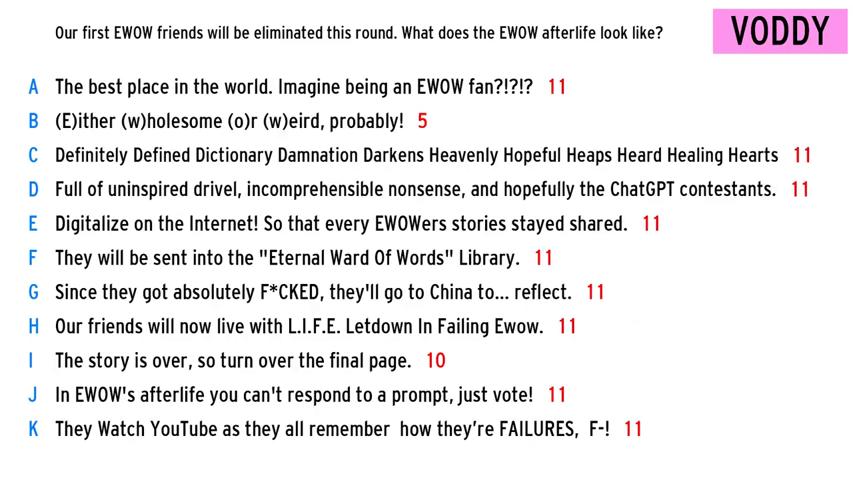 Our first EWOW friends will be eliminated this round. What does the EWOW afterlife look like?
VODDY
A The best place in the world. Imagine being an EWOW fan?!?!? 11
B (E)ither (w)holesome (o)r (w)eird, probably! 5
C Definitely Defined Dictionary Damnation Darkens Heavenly Hopeful Heaps Heard Healing Hearts 11
D Full of uninspired drivel, incomprehensible nonsense, and hopefully the ChatGPT contestants. 11
E Digitalize on the Internet! So that every EWOWers stories stayed shared. 11
F They will be sent into the "Eternal Ward Of Words" Library. 11
G Since they got absolutely F*CKED, they'll go to China to... reflect. 11
H Our friends will now live with L.I.F.E. Letdown In Failing Ewow. 11
I The story is over, so turn over the final page. 10
J In EWOW's afterlife you can't respond to a prompt, just vote! 11
K They Watch YouTube as they all remember  how they’re FAILURES,  F-! 11